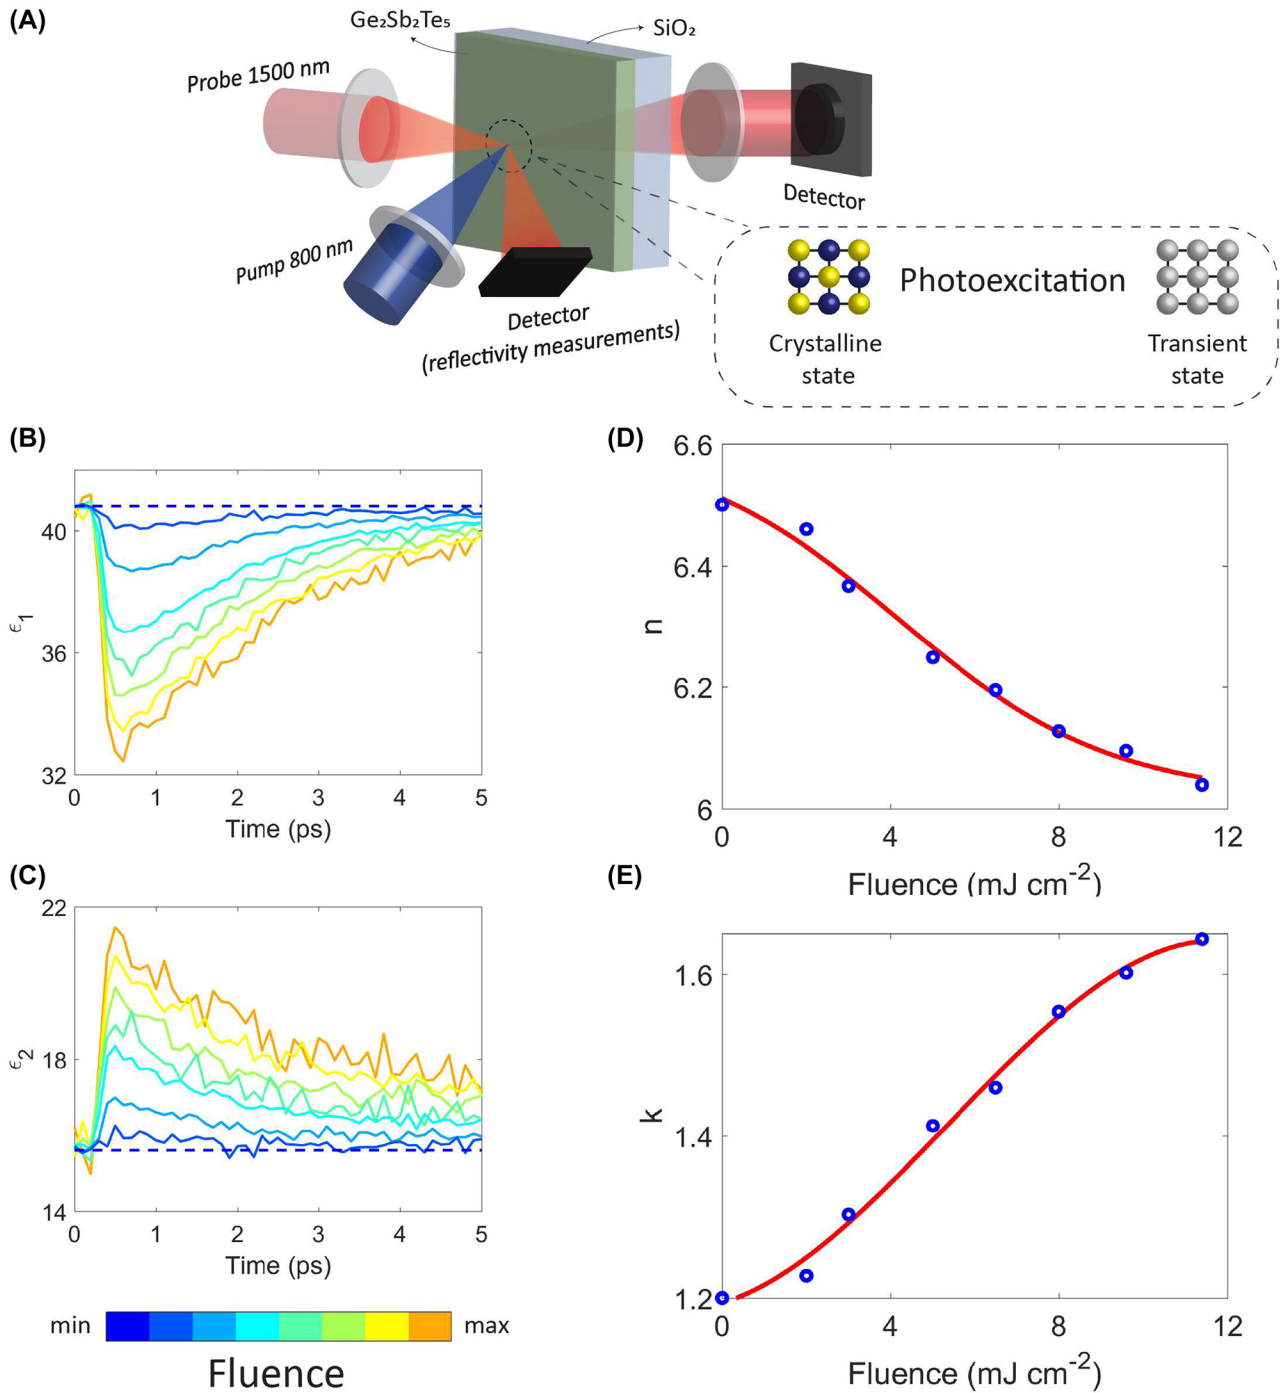 (A)
Ge₂Sb₂Te₅
SiO₂
Probe 1500 nm
Pump 800 nm
Detector
Detector
(reflectivity measurements)
Photoexcitation
Crystalline
state
Transient
state
(B)
40
36
32
ϵ₁
0 1 2 3 4 5
Time (ps)
(C)
22
18
14
ϵ₂
0 1 2 3 4 5
Time (ps)
min
max
Fluence
(D)
6.6
6.4
6.2
6
n
0 4 8 12
Fluence (mJ cm⁻²)
(E)
1.6
1.4
1.2
k
0 4 8 12
Fluence (mJ cm⁻²)